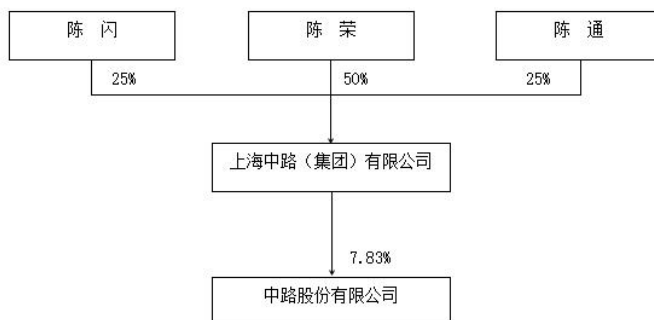 陈 闪
陈 荣
陈 通
25%
50%
25%
上海中路（集团）有限公司
7.83%
中路股份有限公司